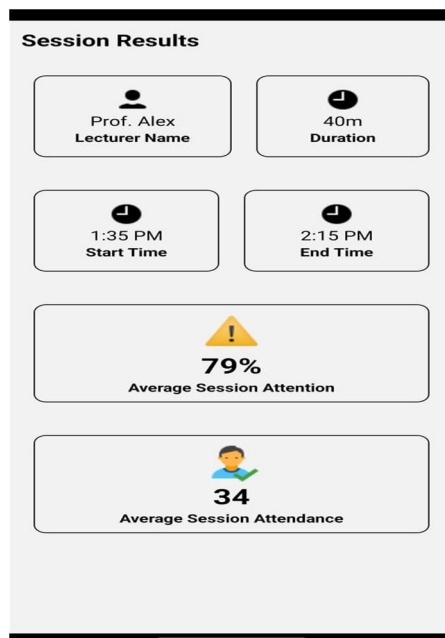 Session Results
Prof. Alex
Lecturer Name
40m
Duration
1:35 PM
Start Time
2:15 PM
End Time
79%
Average Session Attention
34
Average Session Attendance